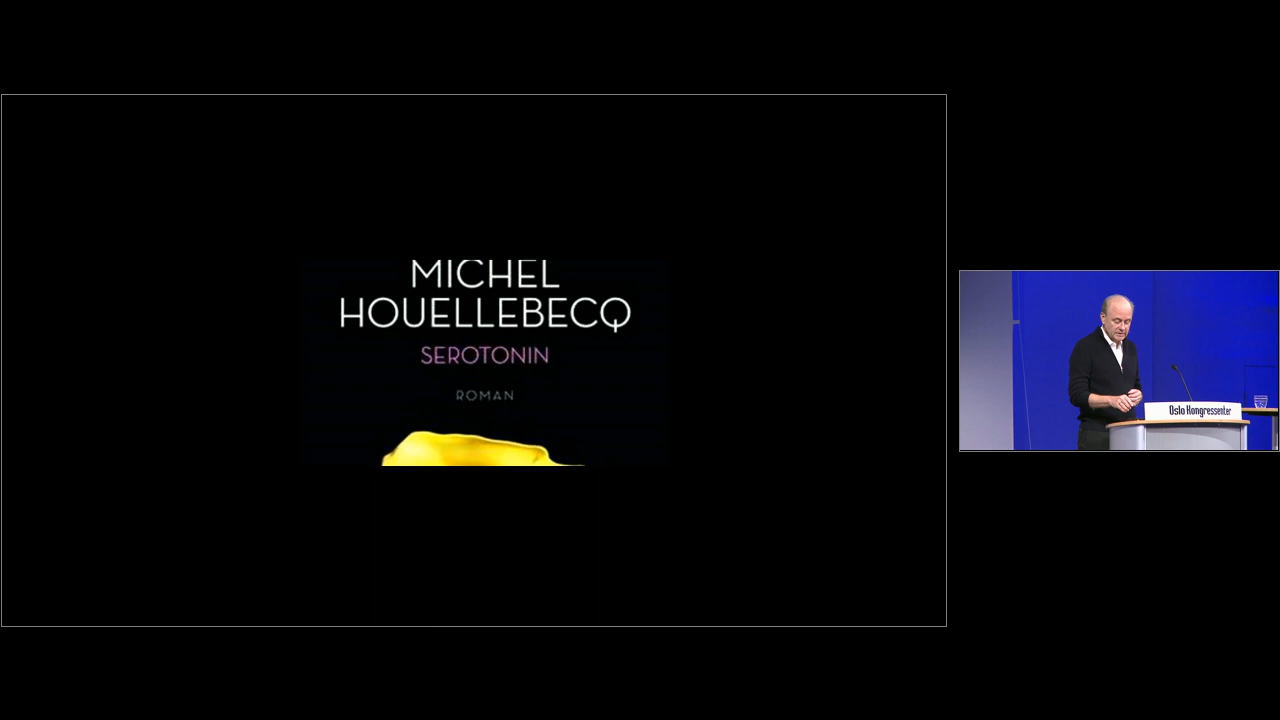 MICHEL
HOUELLEBECQ
SEROTONIN
ROMAN
Oslo Kongressenter